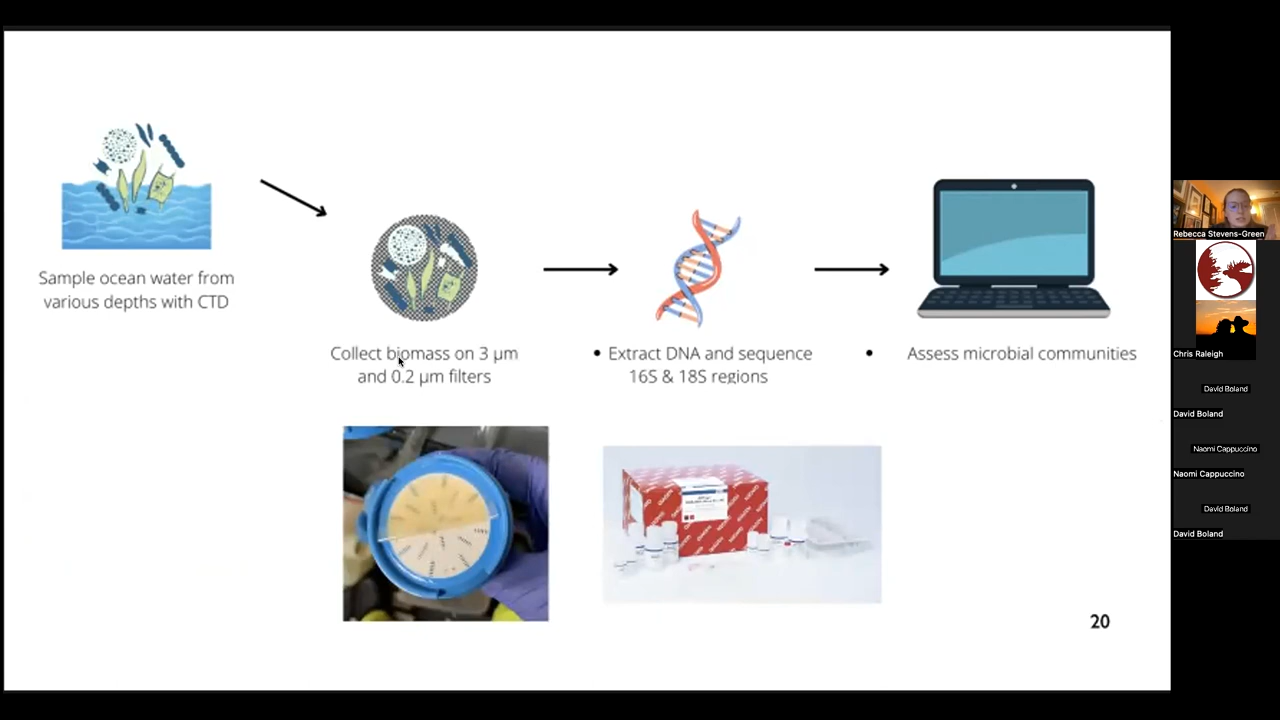 Sample ocean water from
various depths with CTD
Collect biomass on 3 µm
and 0.2 µm filters
• Extract DNA and sequence
16S & 18S regions
• Assess microbial communities
QIAGEN
20
Rebecca Stevens-Green
Chris Raleigh
David Boland
David Boland
Naomi Cappuccino
Naomi Cappuccino
David Boland
David Boland